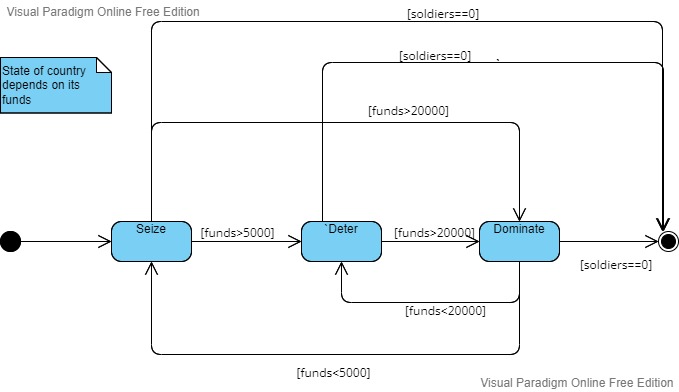 Visual Paradigm Online Free Edition
[soldiers==0]
[soldiers==0]
State of country
depends on its
funds
[funds>20000]
Seize
[funds>5000]
`Deter
[funds>20000]
Dominate
[soldiers==0]
[funds<20000]
[funds<5000]
Visual Paradigm Online Free Edition